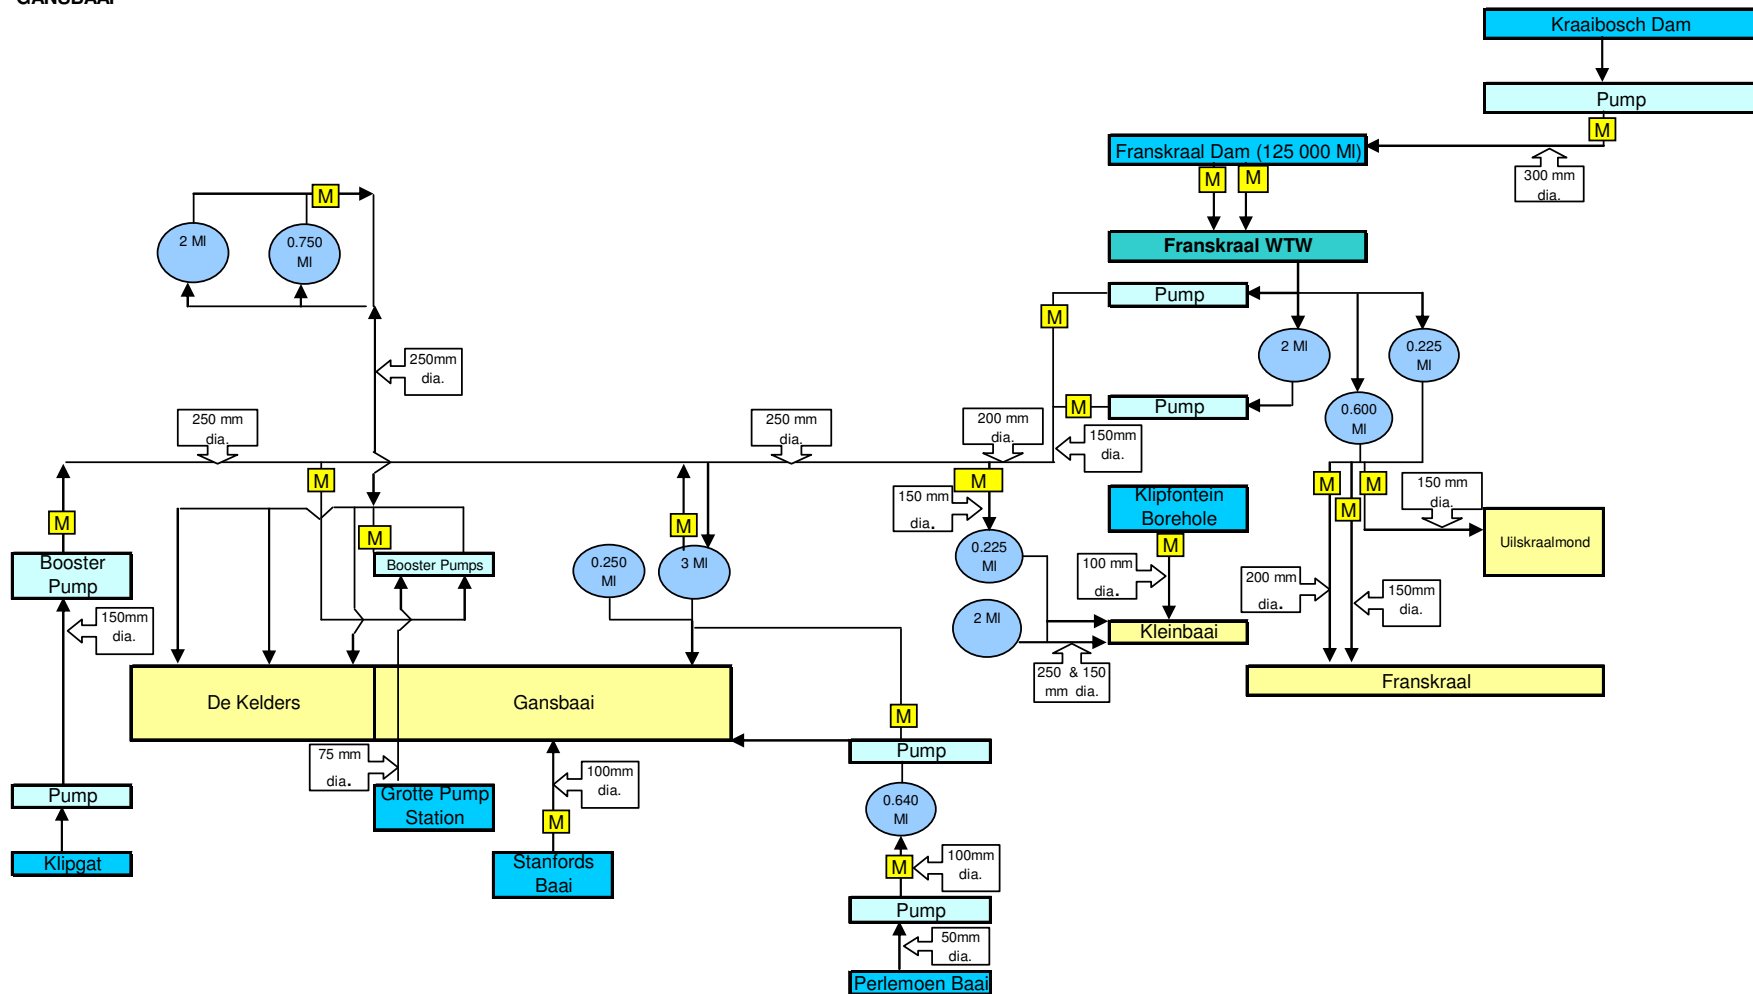 GANSBAAI
Kraaibosch Dam
Pump
M
Franskraal Dam (125 000 Ml)
300 mm
dia.
M
M
M
2 Ml
0.750
Ml
Franskraal WTW
Pump
M
2 Ml
0.225
Ml
250mm
dia.
Pump
M
0.600
Ml
250 mm
dia.
250 mm
dia.
200 mm
dia.
150mm
dia.
M
M
150 mm
dia.
Klipfontein
Borehole
M
M
M
150 mm
dia.
M
M
M
M
Uilskraalmond
Booster
Pump
Booster Pumps
0.250
Ml
3 Ml
0.225
Ml
100 mm
dia.
200 mm
dia.
150mm
dia.
150mm
dia.
2 Ml
Kleinbaai
250 & 150
mm dia.
De Kelders
Gansbaai
Franskraal
M
Pump
75 mm
dia.
100mm
dia.
Pump
Grotte Pump
Station
0.640
Ml
M
Klipgat
Stanfords
Baai
M
100mm
dia.
Pump
50mm
dia.
Perlemoen Baai